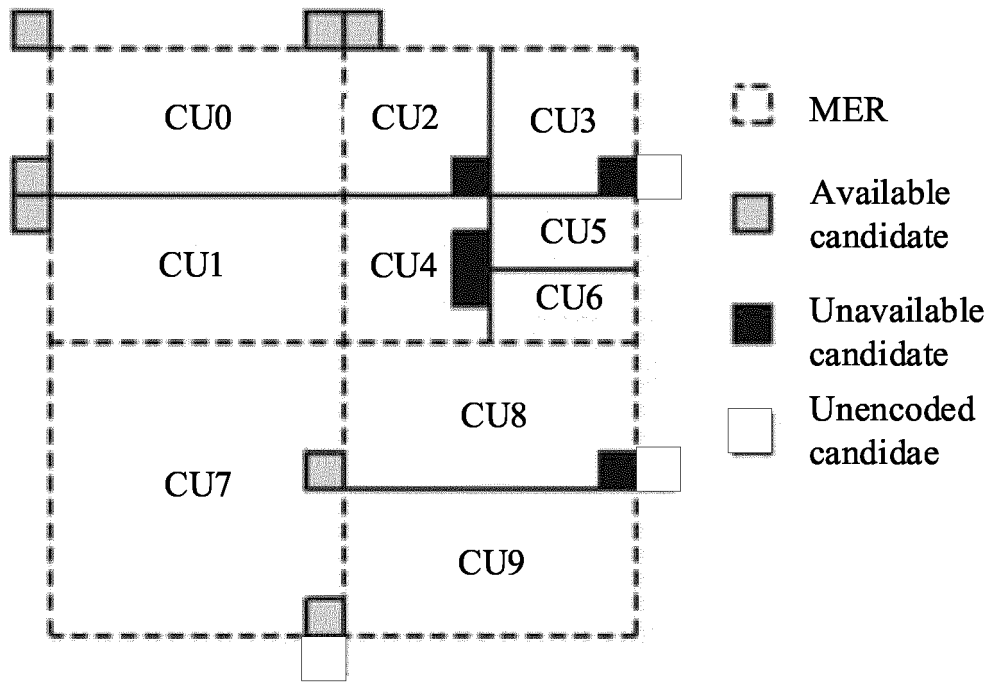 CU0
CU2
CU3
CU1
CU4
CU5
CU6
CU7
CU8
CU9
MER
Available
candidate
Unavailable
candidate
Unencoded
candidae